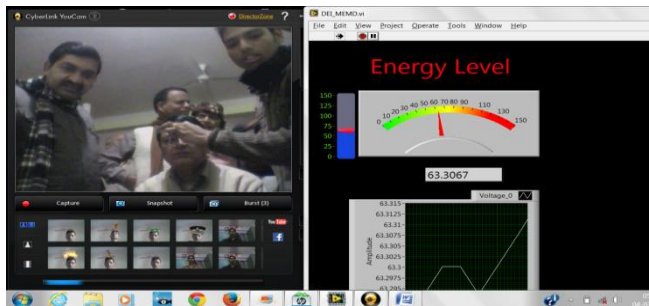 CyberLink YouCam
DirectorZone ?
Capture
Snapshot
Burst (3)
YouTube
DEI_MEMD.vi
File Edit View Project Operate Tools Window Help
Energy Level
150-
125-
100-
75-
50-
25-
0-
0 10 20 30 40 50 60 70 80 90 110 130 150
63.3067
Voltage_0
Amplitude
63.315-
63.3125-
63.31-
63.3075-
63.305-
63.3025-
63.3-
63.2975-
63.295-